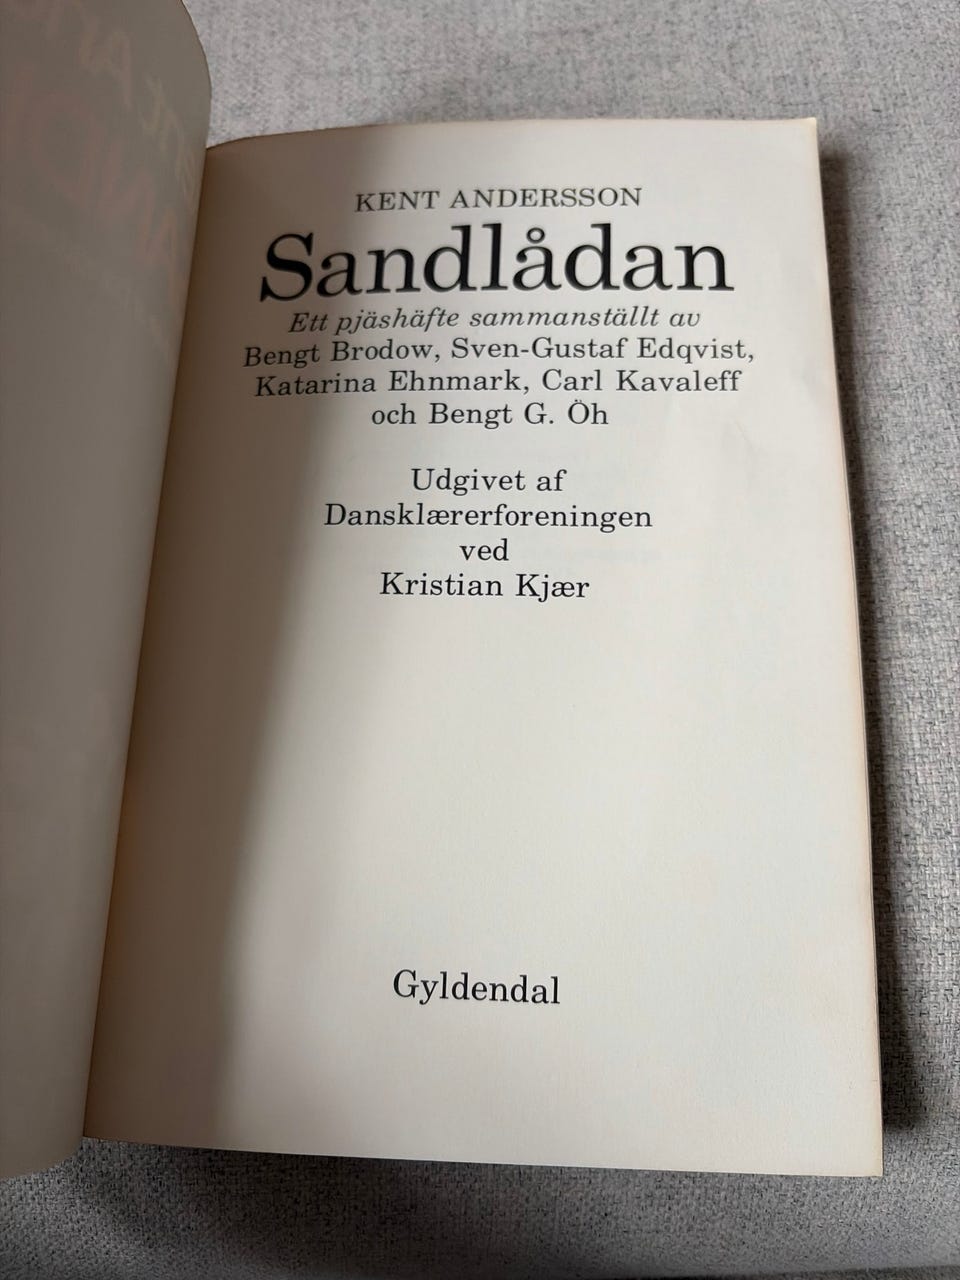 KENT ANDERSSON
Sandlådan
Ett pjäshäfte sammanställt av
Bengt Brodow, Sven-Gustaf Edqvist,
Katarina Ehnmark, Carl Kavaleff
och Bengt G. Öh
Udgivet af
Dansklærerforeningen
ved
Kristian Kjær
Gyldendal